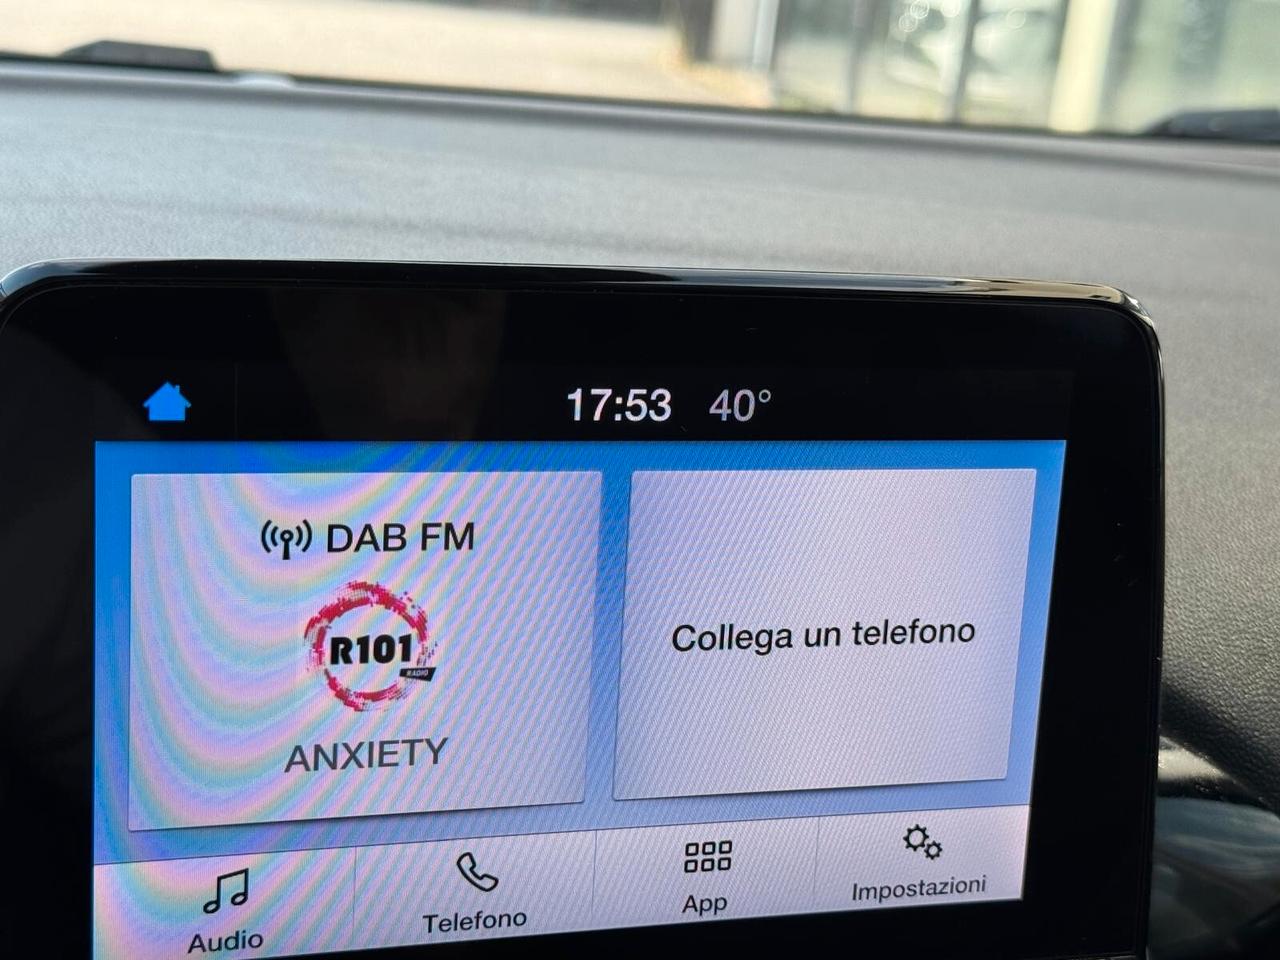 17:53 40°
DAB FM
R101
RADIO
ANXIETY
Collega un telefono
Audio
Telefono
App
Impostazioni